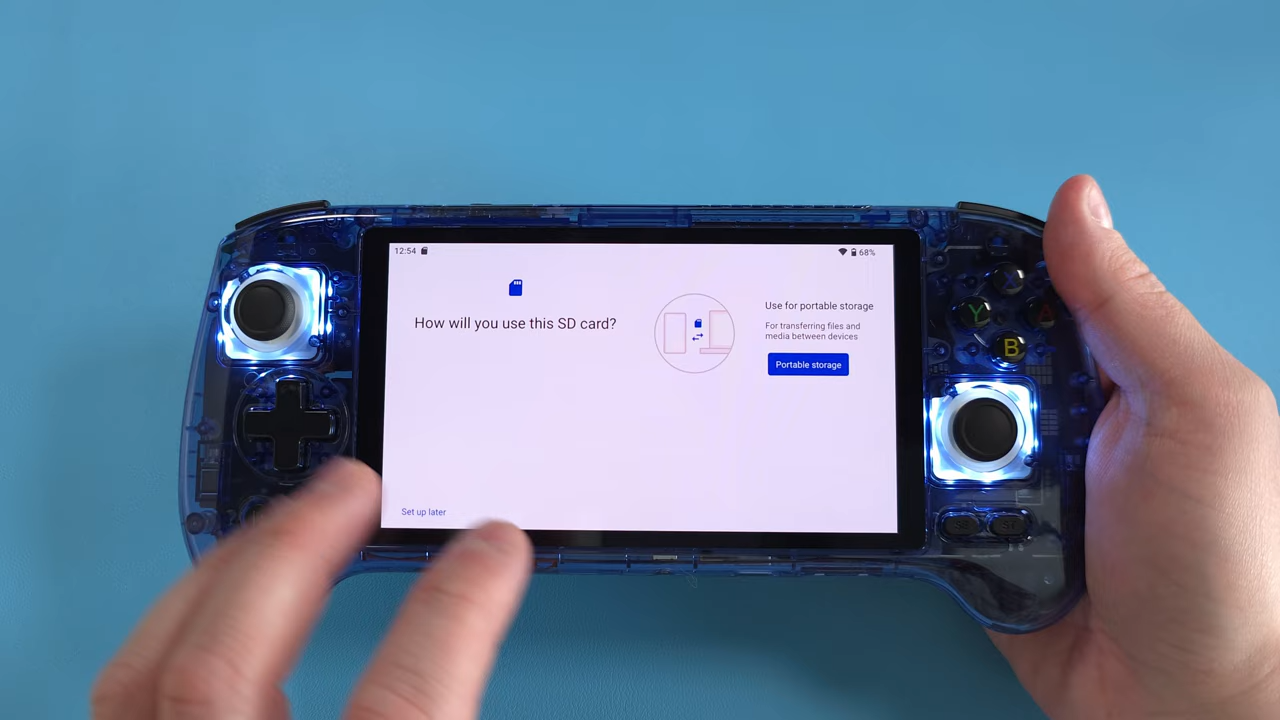 12:54
68%
How will you use this SD card?
Use for portable storage
For transferring files and
media between devices
Portable storage
Set up later
X
Y
A
B